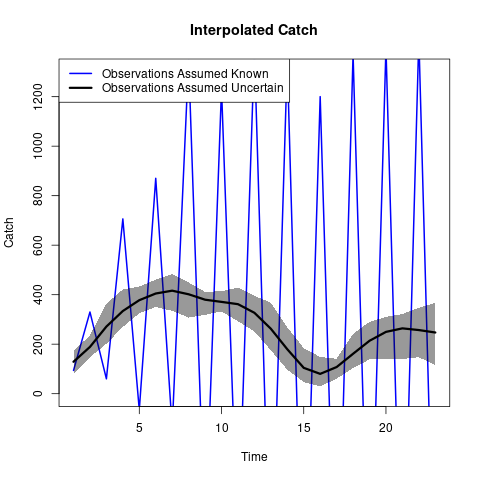 Interpolated Catch
Observations Assumed Known
Observations Assumed Uncertain
Catch
1200
1000
800
600
400
200
0
5
10
15
20
Time